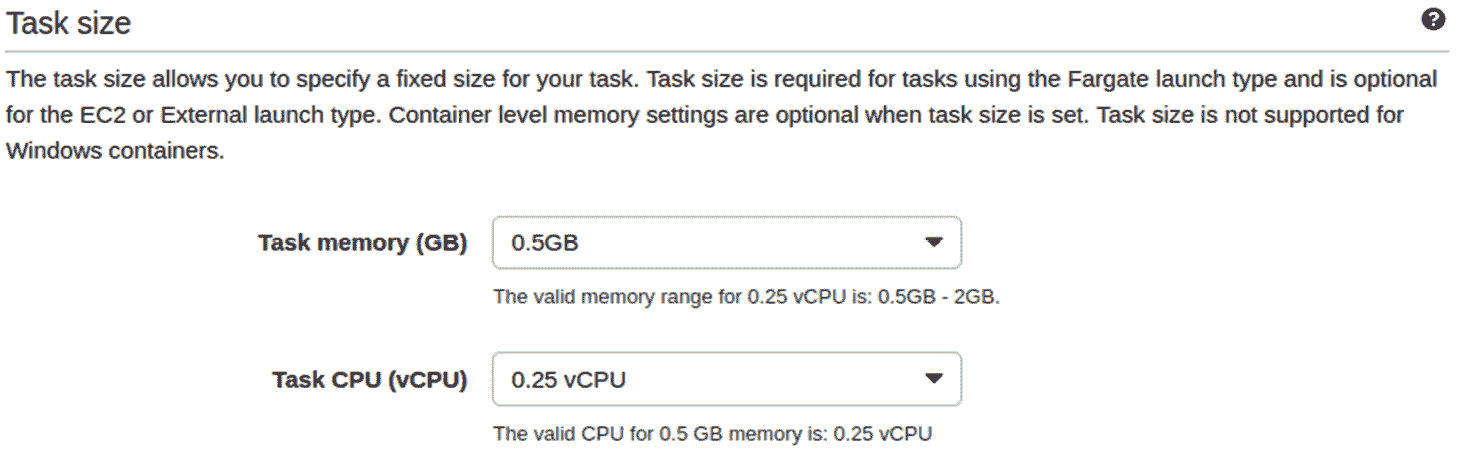 Task size
?
The task size allows you to specify a fixed size for your task. Task size is required for tasks using the Fargate launch type and is optional
for the EC2 or External launch type. Container level memory settings are optional when task size is set. Task size is not supported for
Windows containers.
Task memory (GB) 0.5GB
The valid memory range for 0.25 vCPU is: 0.5GB - 2GB.
Task CPU (vCPU) 0.25 vCPU
The valid CPU for 0.5 GB memory is: 0.25 vCPU